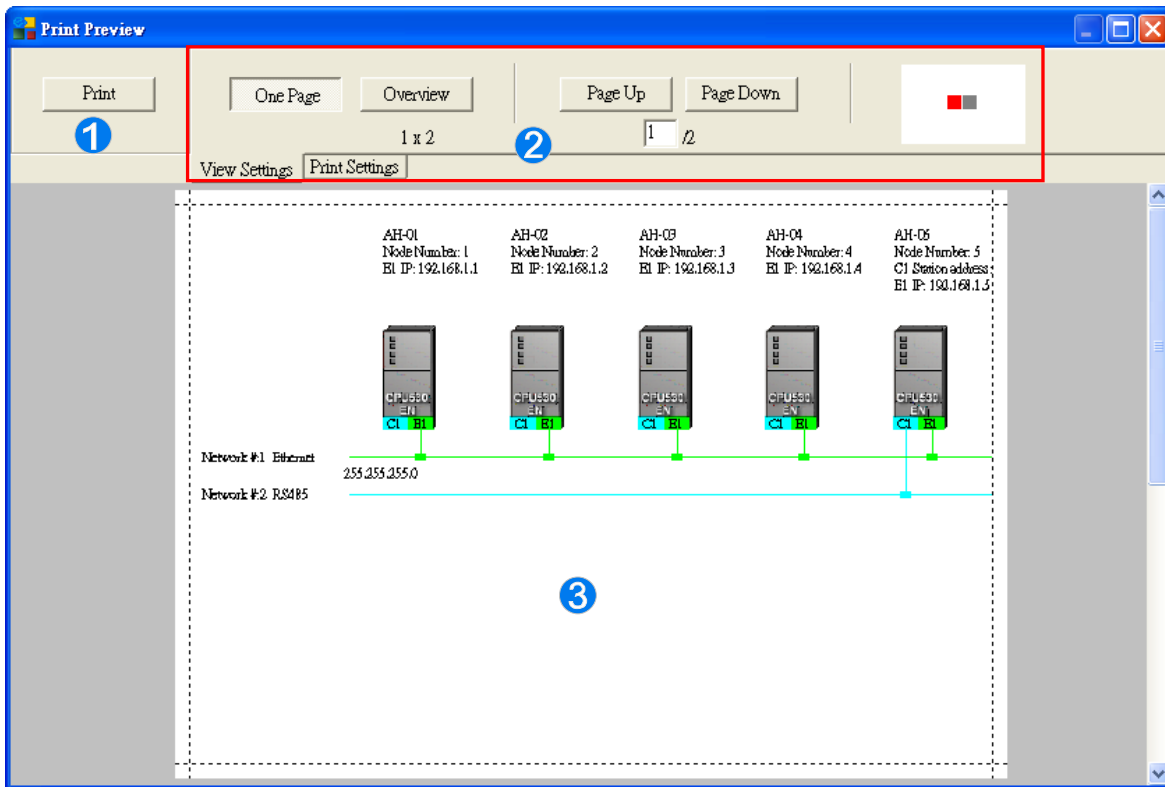 Print Preview
Print
One Page
Overview
Page Up
Page Down
1
1 x 2
2
1 /2
View Settings
Print Settings
AH-01
Node Number: 1
E1 IP: 192.168.1.1
AH-02
Node Number: 2
E1 IP: 192.168.1.2
AH-03
Node Number: 3
E1 IP: 192.168.1.3
AH-04
Node Number: 4
E1 IP: 192.168.1.4
AH-05
Node Number: 5
C1 Station address:
E1 IP: 192.168.1.5
CPU530
EN
C1 E1
CPU530
EN
C1 E1
CPU530
EN
C1 E1
CPU530
EN
C1 E1
CPU530
EN
C1 E1
Network #:1 Ethernet
255.255.255.0
Network #:2 RS485
3